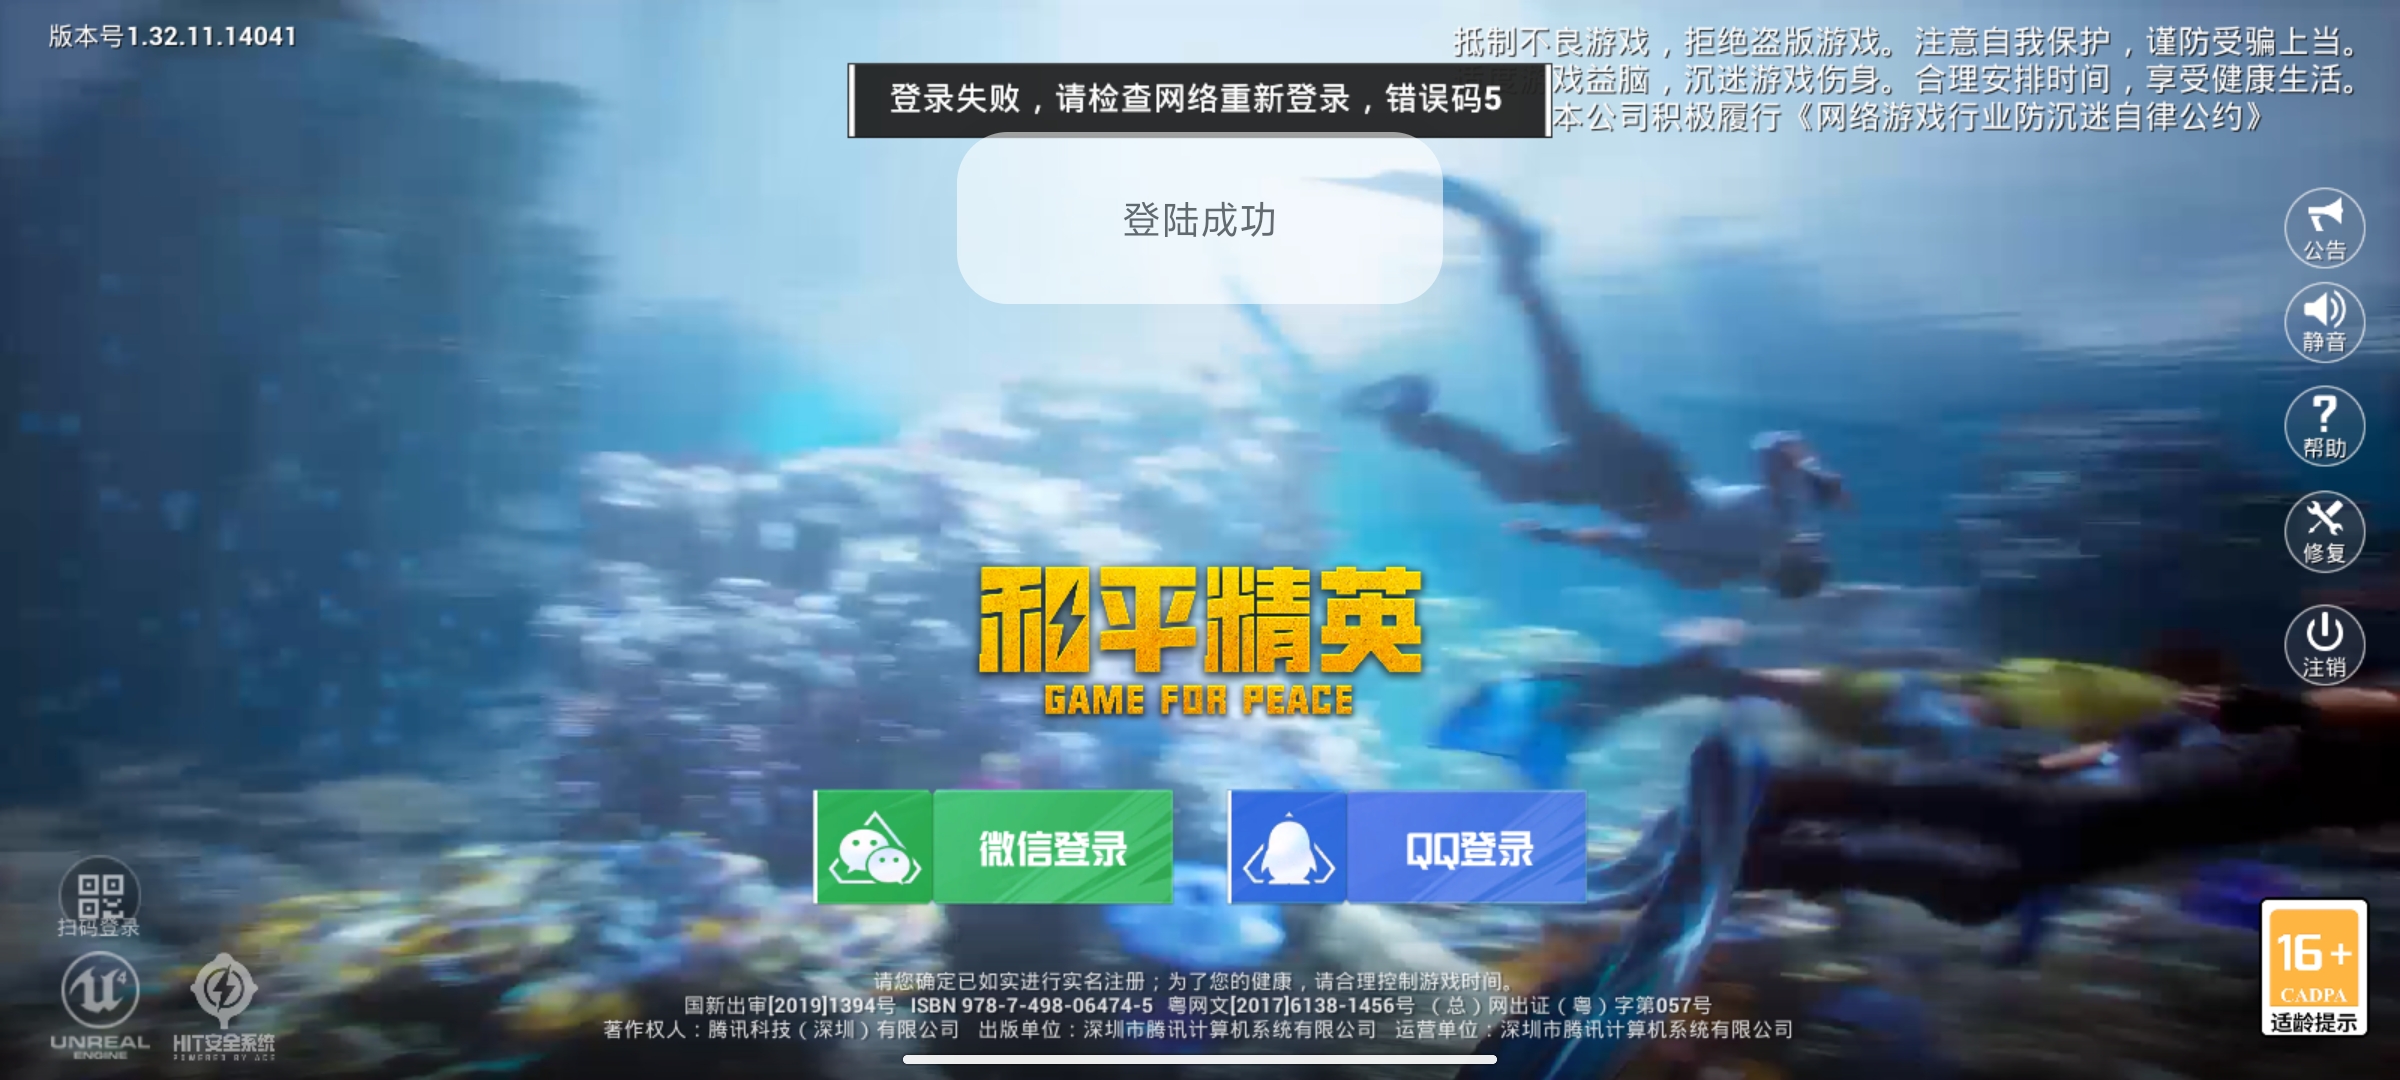 版本号1.32.11.14041
抵制不良游戏，拒绝盗版游戏。注意自我保护，谨防受骗上当。
适度游戏益脑，沉迷游戏伤身。合理安排时间，享受健康生活。
本公司积极履行《网络游戏行业防沉迷自律公约》
登录失败，请检查网络重新登录，错误码5
登陆成功
公告
静音
帮助
修复
注销
和平精英
GAME FOR PEACE
微信登录
QQ登录
扫码登录
UNREAL
ENGINE
HIT安全系统
POWERED BY ACE
请您确定已如实进行实名注册；为了您的健康，请合理控制游戏时间。
国新出审[2019]1394号 ISBN 978-7-498-06474-5 粤网文[2017]6138-1456号 （总）网出证（粤）字第057号
著作权人：腾讯科技（深圳）有限公司 出版单位：深圳市腾讯计算机系统有限公司 运营单位：深圳市腾讯计算机系统有限公司
16+
CADPA
适龄提示